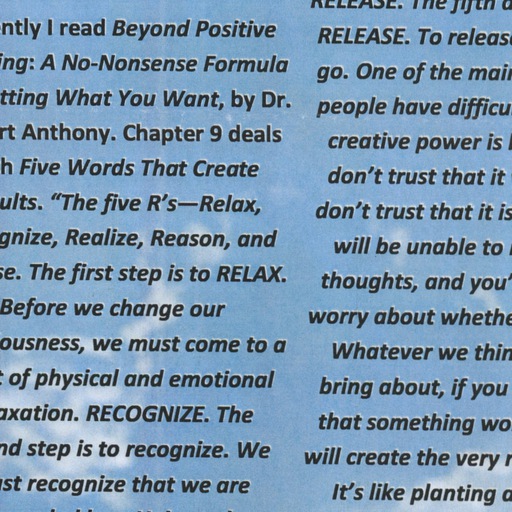 ntly I read Beyond Positive
ing: A No-Nonsense Formula
tting What You Want, by Dr.
rt Anthony. Chapter 9 deals
h Five Words That Create
ults. “The five R’s—Relax,
gnize, Realize, Reason, and
se. The first step is to RELAX.
Before we change our
ousness, we must come to a
of physical and emotional
axation. RECOGNIZE. The
nd step is to recognize. We
ust recognize that we are
RELEASE. The fifth
RELEASE. To releas
go. One of the mai
people have difficu
creative power is
don’t trust that it
don’t trust that it is
will be unable to
thoughts, and you’
worry about whethe
Whatever we thin
bring about, if you
that something wo
will create the very
It’s like planting a